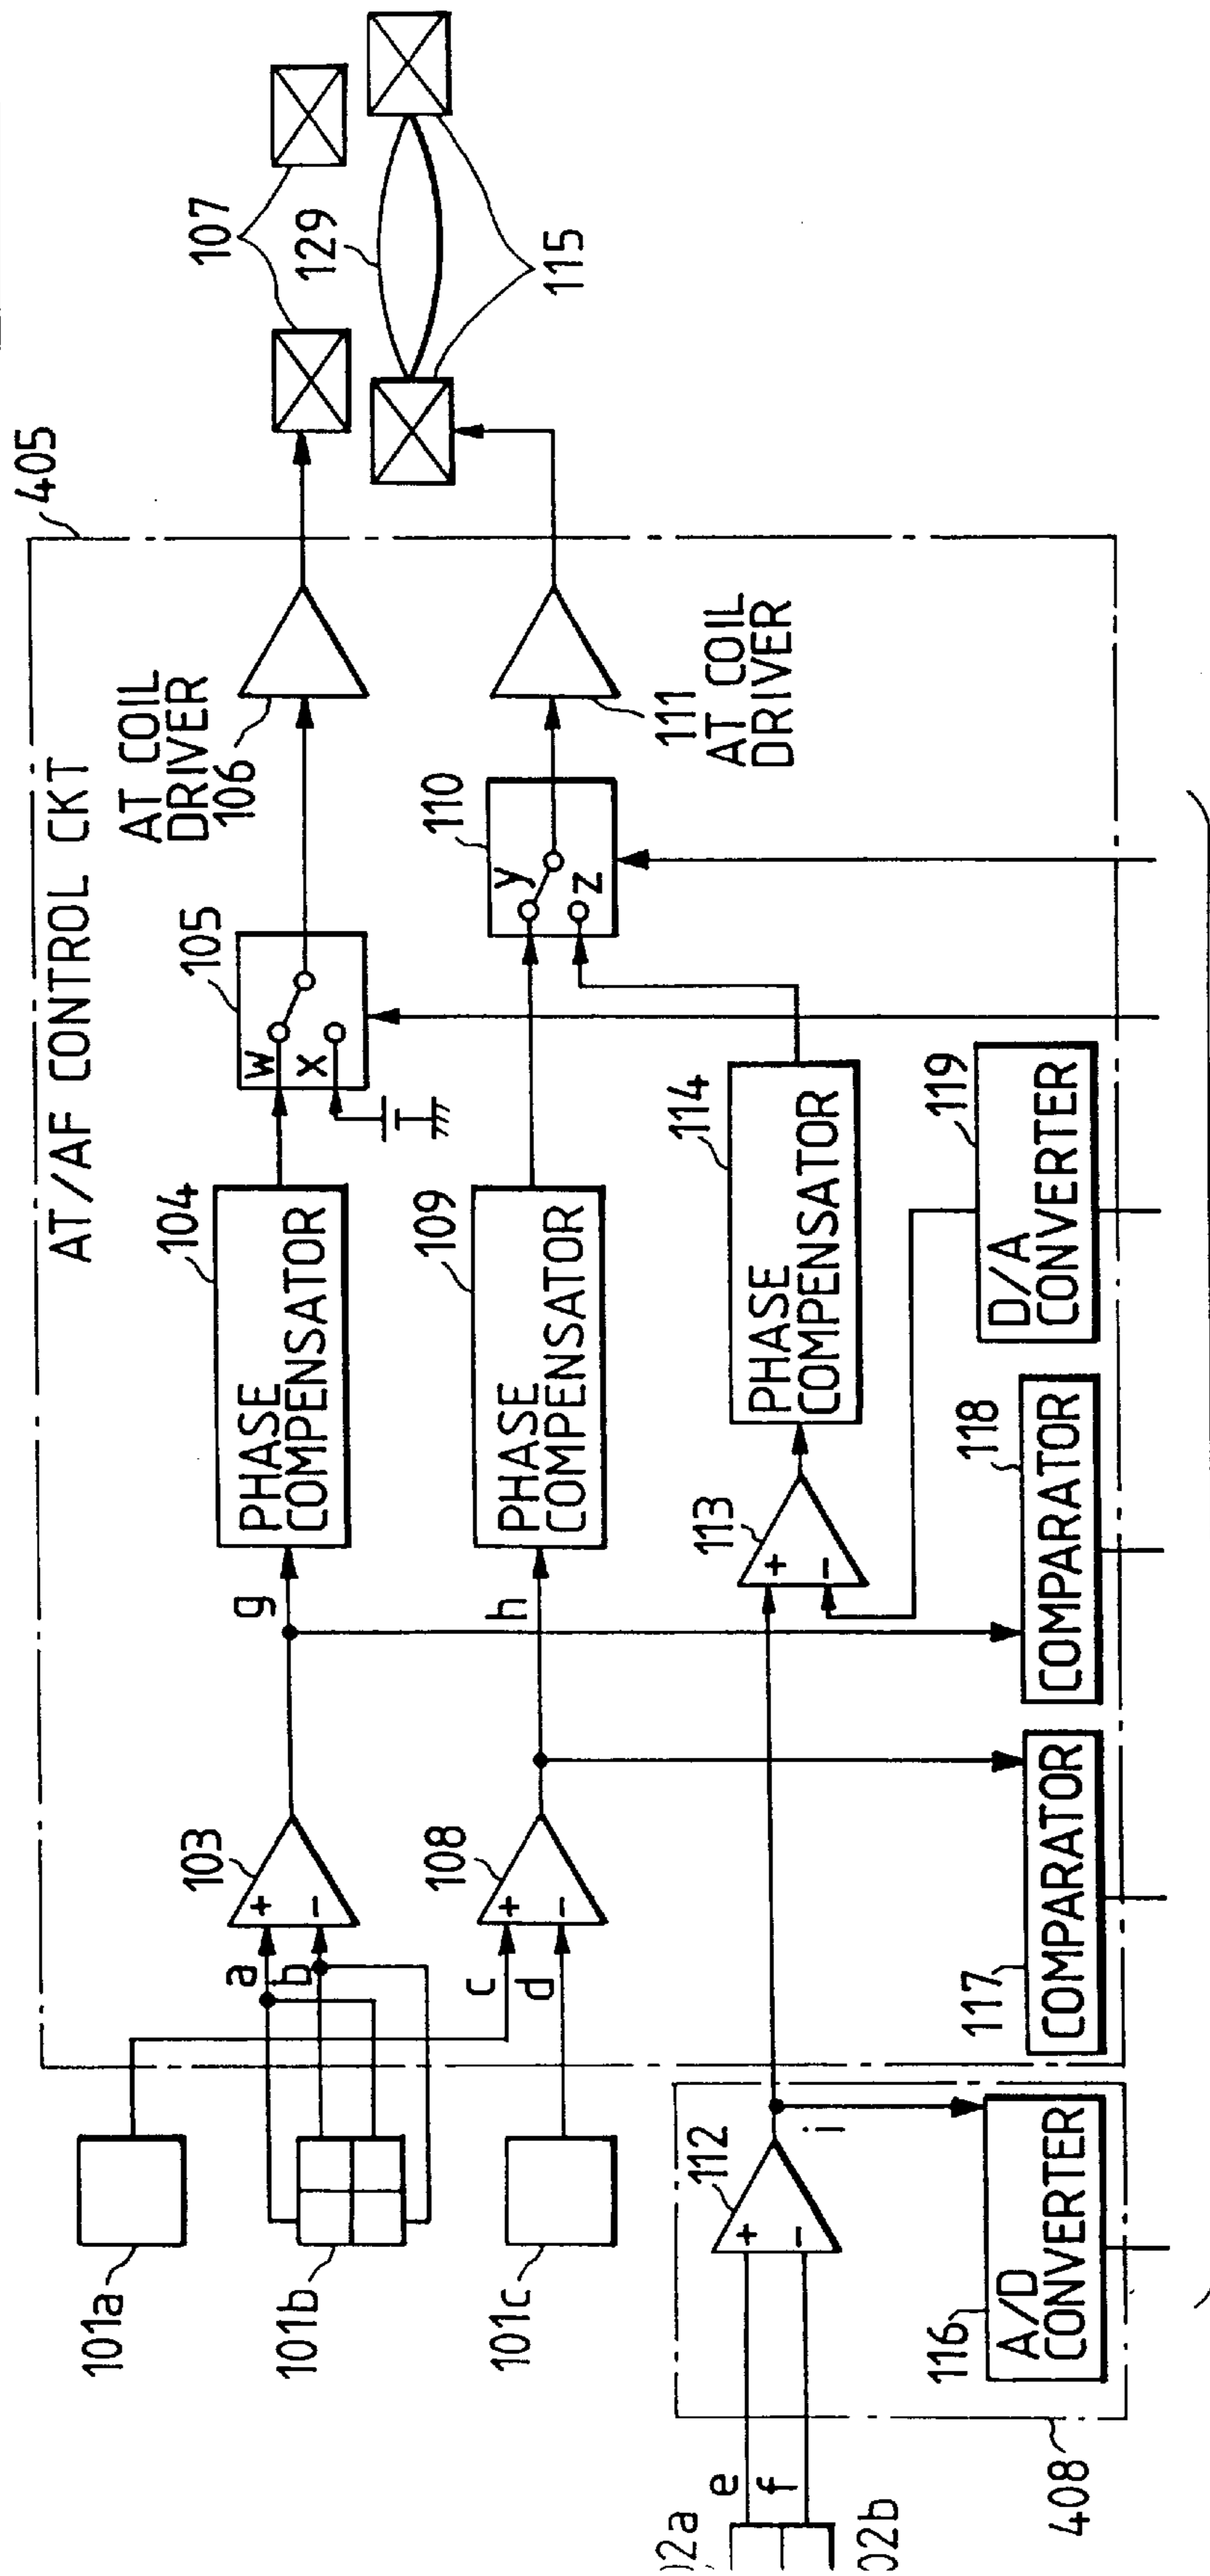 405
AT/AF CONTROL CKT
107
129
115
AT COIL
DRIVER
106
105
w
x
104
PHASE
COMPENSATOR
g
103
+
-
a
b
101a
101b
110
y
z
111
AT COIL
DRIVER
109
PHASE
COMPENSATOR
h
108
+
-
c
d
101c
114
PHASE
COMPENSATOR
113
+
-
119
D/A
CONVERTER
118
COMPARATOR
117
COMPARATOR
112
+
-
i
116
A/D
CONVERTER
408
e
f
02a
02b